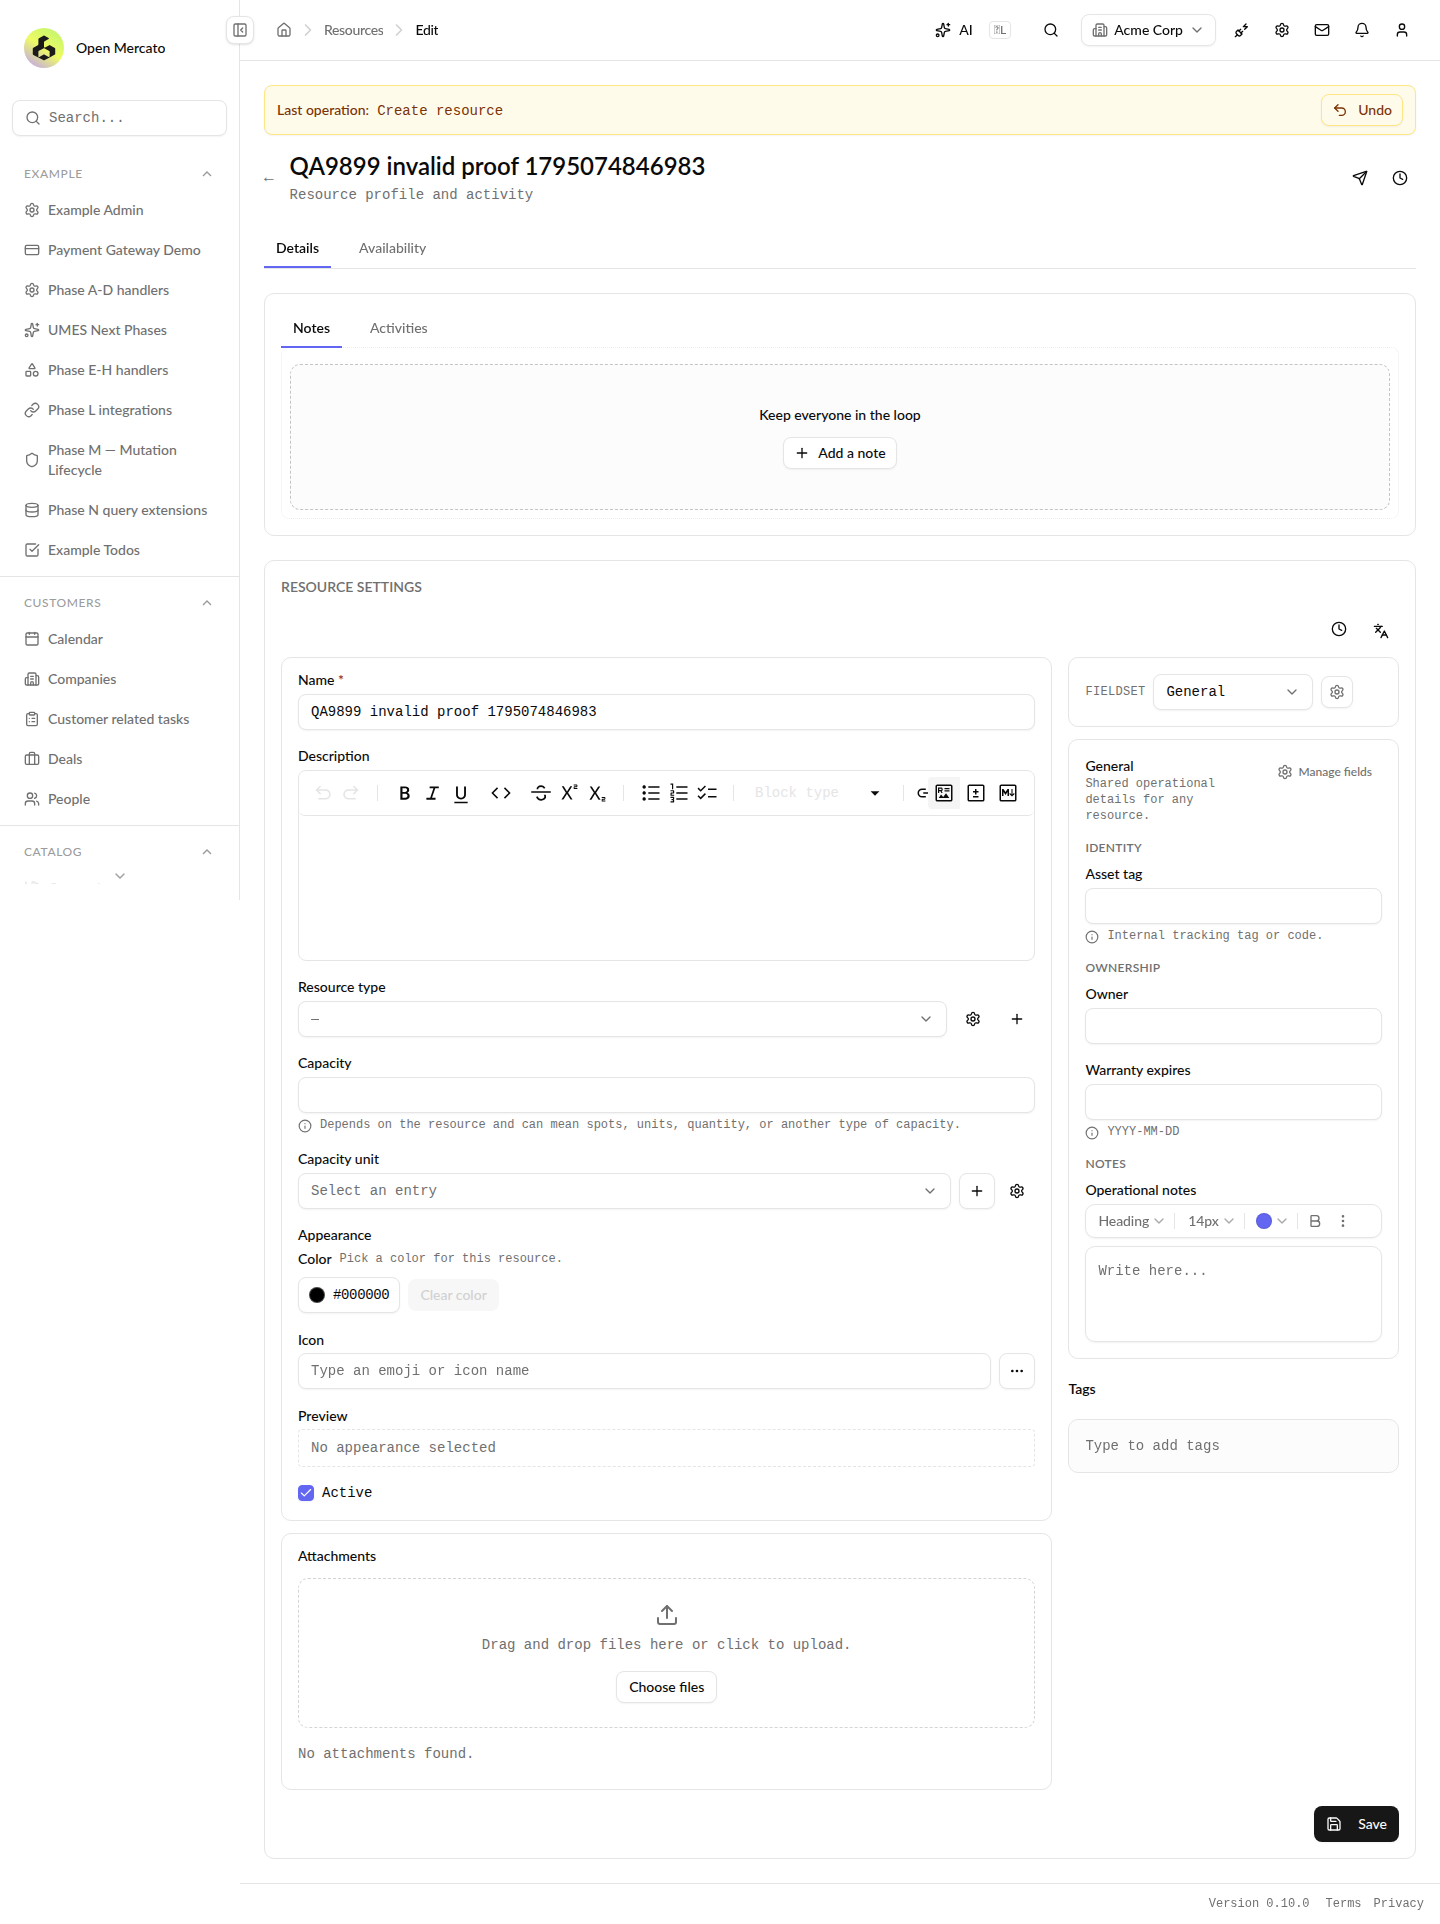 Open Mercato
Resources
Edit
AI
L
Acme Corp
Search...
Last operation: Create resource
Undo
QA9899 invalid proof 1795074846983
Resource profile and activity
EXAMPLE
Example Admin
Payment Gateway Demo
Phase A-D handlers
UMES Next Phases
Phase E-H handlers
Phase L integrations
Phase M — Mutation
Lifecycle
Phase N query extensions
Example Todos
CUSTOMERS
Calendar
Companies
Customer related tasks
Deals
People
CATALOG
Details
Availability
Notes
Activities
Keep everyone in the loop
Add a note
RESOURCE SETTINGS
Name *
QA9899 invalid proof 1795074846983
Description
Block type
Resource type
—
Capacity
Depends on the resource and can mean spots, units, quantity, or another type of capacity.
Capacity unit
Select an entry
Appearance
Color Pick a color for this resource.
#000000
Clear color
Icon
Type an emoji or icon name
Preview
No appearance selected
Active
Attachments
Drag and drop files here or click to upload.
Choose files
No attachments found.
FIELDSET
General
General
Manage fields
Shared operational
details for any
resource.
IDENTITY
Asset tag
Internal tracking tag or code.
OWNERSHIP
Owner
Warranty expires
YYYY-MM-DD
NOTES
Operational notes
Heading
14px
Write here...
Tags
Type to add tags
Save
Version 0.10.0
Terms
Privacy